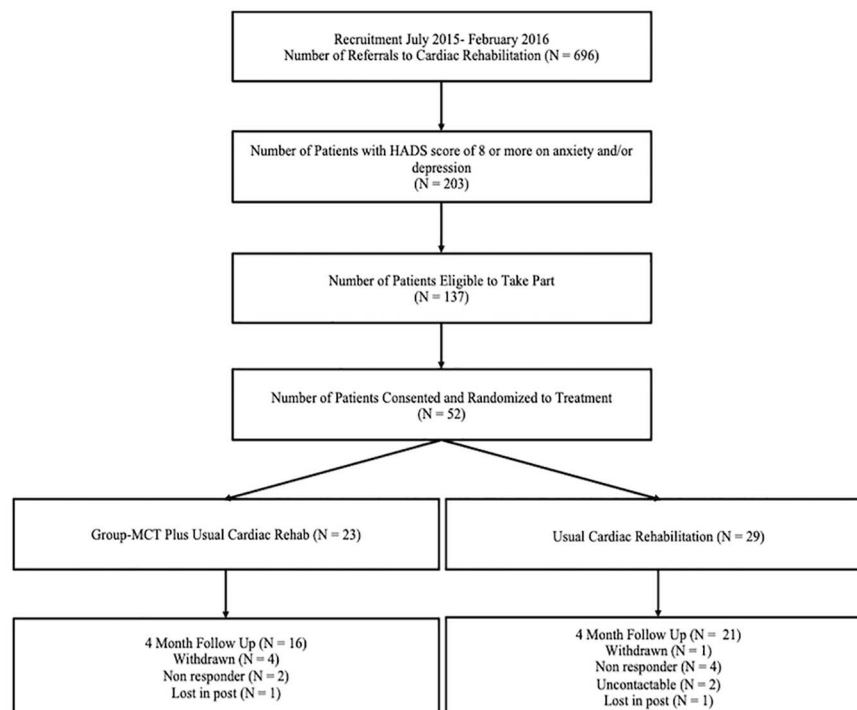 Recruitment July 2015- February 2016
Number of Referrals to Cardiac Rehabilitation (N = 696)
Number of Patients with HADS score of 8 or more on anxiety and/or
depression
(N = 203)
Number of Patients Eligible to Take Part
(N = 137)
Number of Patients Consented and Randomized to Treatment
(N = 52)
Group-MCT Plus Usual Cardiac Rehab (N = 23)
Usual Cardiac Rehabilitation (N = 29)
4 Month Follow Up (N = 16)
Withdrawn (N = 4)
Non responder (N = 2)
Lost in post (N = 1)
4 Month Follow Up (N = 21)
Withdrawn (N = 1)
Non responder (N = 4)
Uncontactable (N = 2)
Lost in post (N = 1)